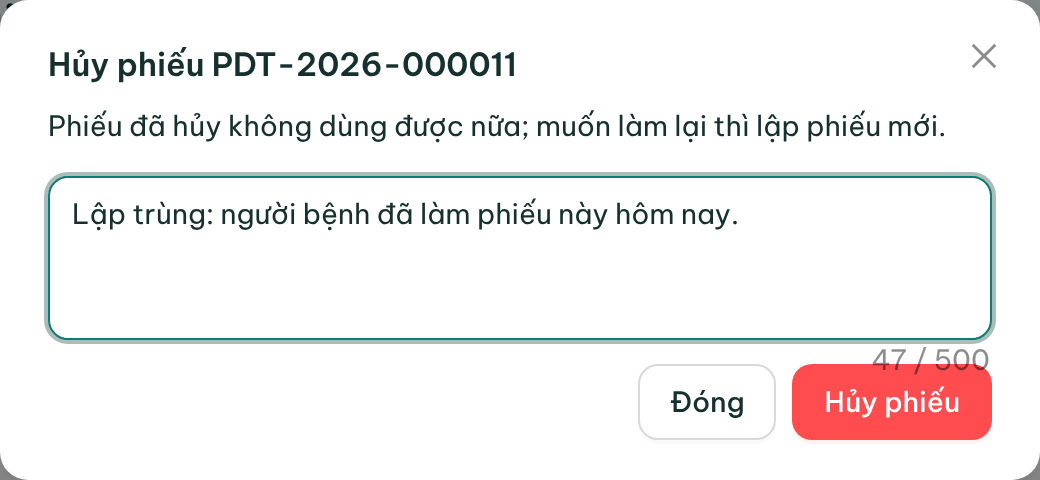 Hủy phiếu PDT-2026-000011
Phiếu đã hủy không dùng được nữa; muốn làm lại thì lập phiếu mới.
Lập trùng: người bệnh đã làm phiếu này hôm nay.
47 / 500
Đóng
Hủy phiếu